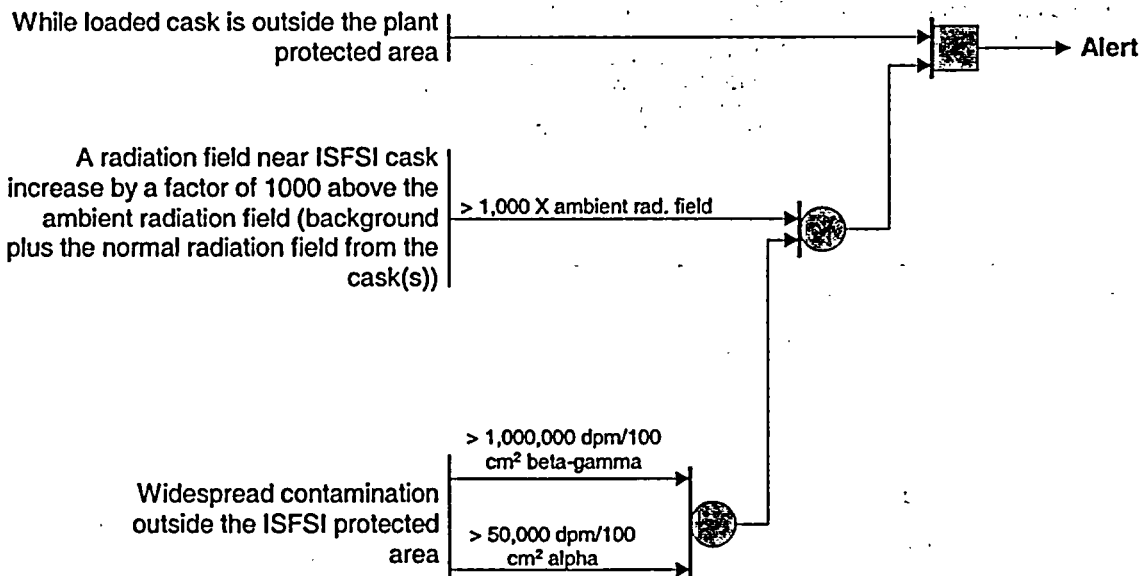 While loaded cask is outside the plant
protected area
Alert
A radiation field near ISFSI cask
increase by a factor of 1000 above the
ambient radiation field (background
plus the normal radiation field from the
cask(s))
> 1,000 X ambient rad. field
> 1,000,000 dpm/100
cm² beta-gamma
Widespread contamination
outside the ISFSI protected
area
> 50,000 dpm/100
cm² alpha